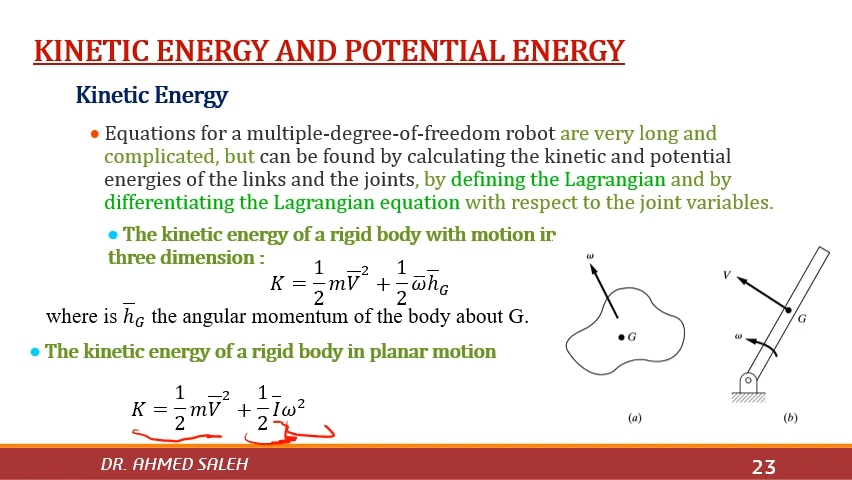 KINETIC ENERGY AND POTENTIAL ENERGY
Kinetic Energy
• Equations for a multiple-degree-of-freedom robot are very long and
complicated, but can be found by calculating the kinetic and potential
energies of the links and the joints, by defining the Lagrangian and by
differentiating the Lagrangian equation with respect to the joint variables.
• The kinetic energy of a rigid body with motion in
three dimension :
K = 1/2 mV̅² + 1/2 ω̅h̅_G
where is h̅_G the angular momentum of the body about G.
• The kinetic energy of a rigid body in planar motion
K = 1/2 mV̅² + 1/2 I̅ω²
ω
G
(a)
V
G
ω
(b)
DR. AHMED SALEH
23